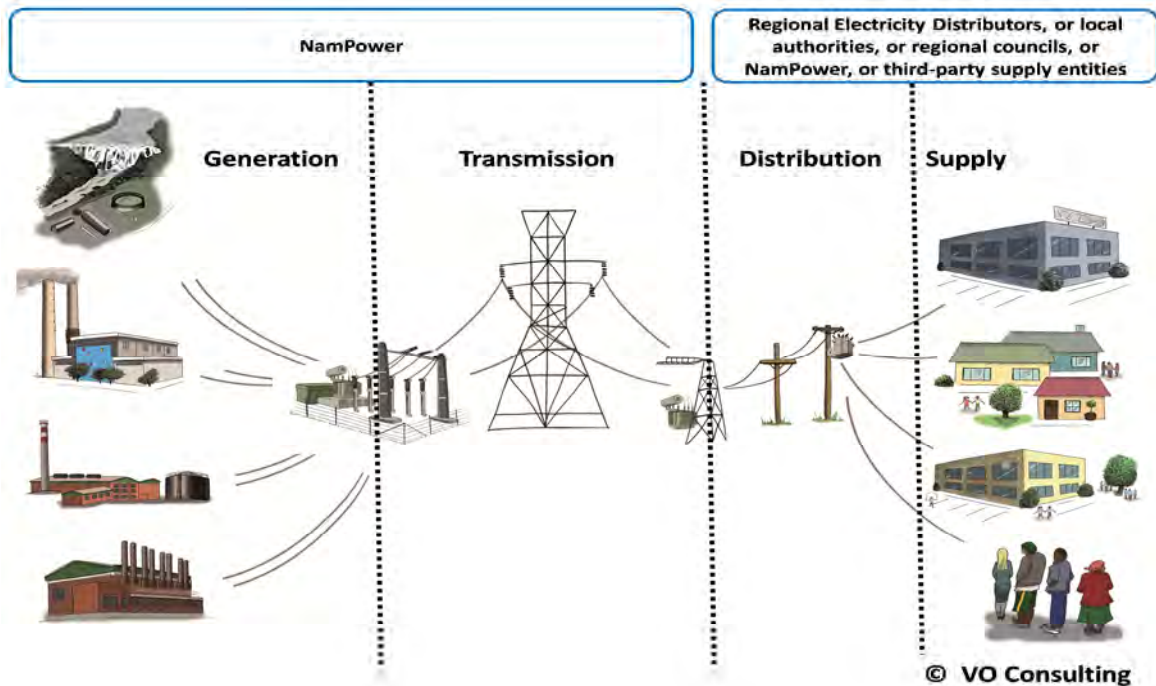 NamPower
Regional Electricity Distributors, or local
authorities, or regional councils, or
NamPower, or third-party supply entities
Generation
Transmission
Distribution
Supply
© VO Consulting